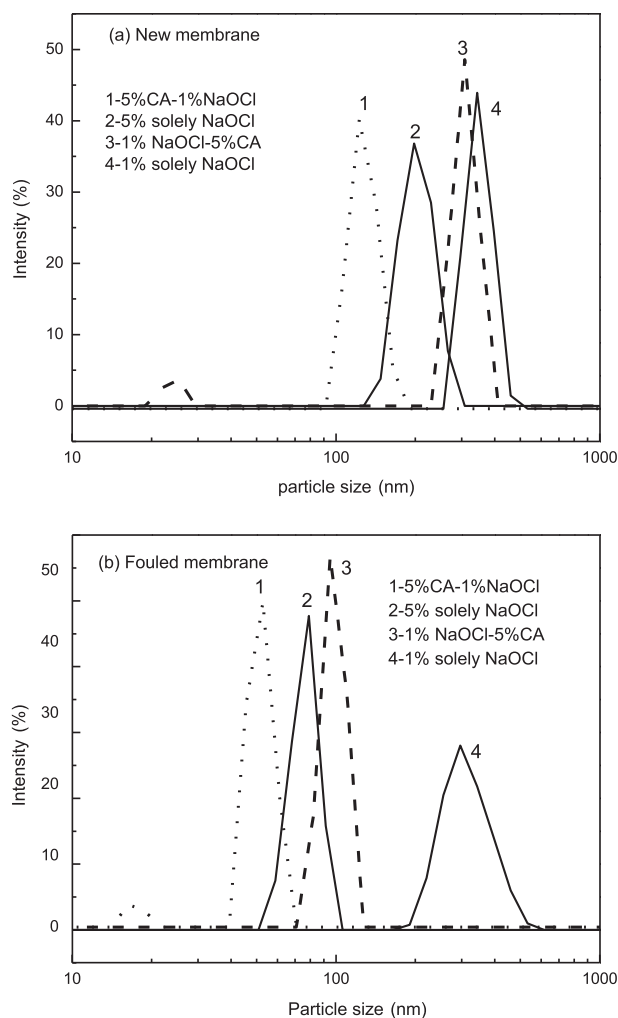 (a) New membrane
50
3
1-5%CA-1%NaOCl
2-5% solely NaOCl
3-1% NaOCl-5%CA
4-1% solely NaOCl
1
4
40
2
30
20
10
0
Intensity (%)
10
100
1000
particle size (nm)
(b) Fouled membrane
50
1
2
3
1-5%CA-1%NaOCl
2-5% solely NaOCl
3-1% NaOCl-5%CA
4-1% solely NaOCl
40
30
4
20
10
0
Intensity (%)
10
100
1000
Particle size (nm)